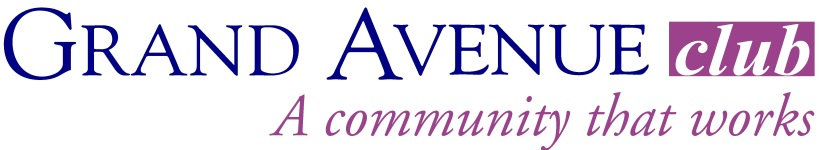 GRAND AVENUE club
A community that works